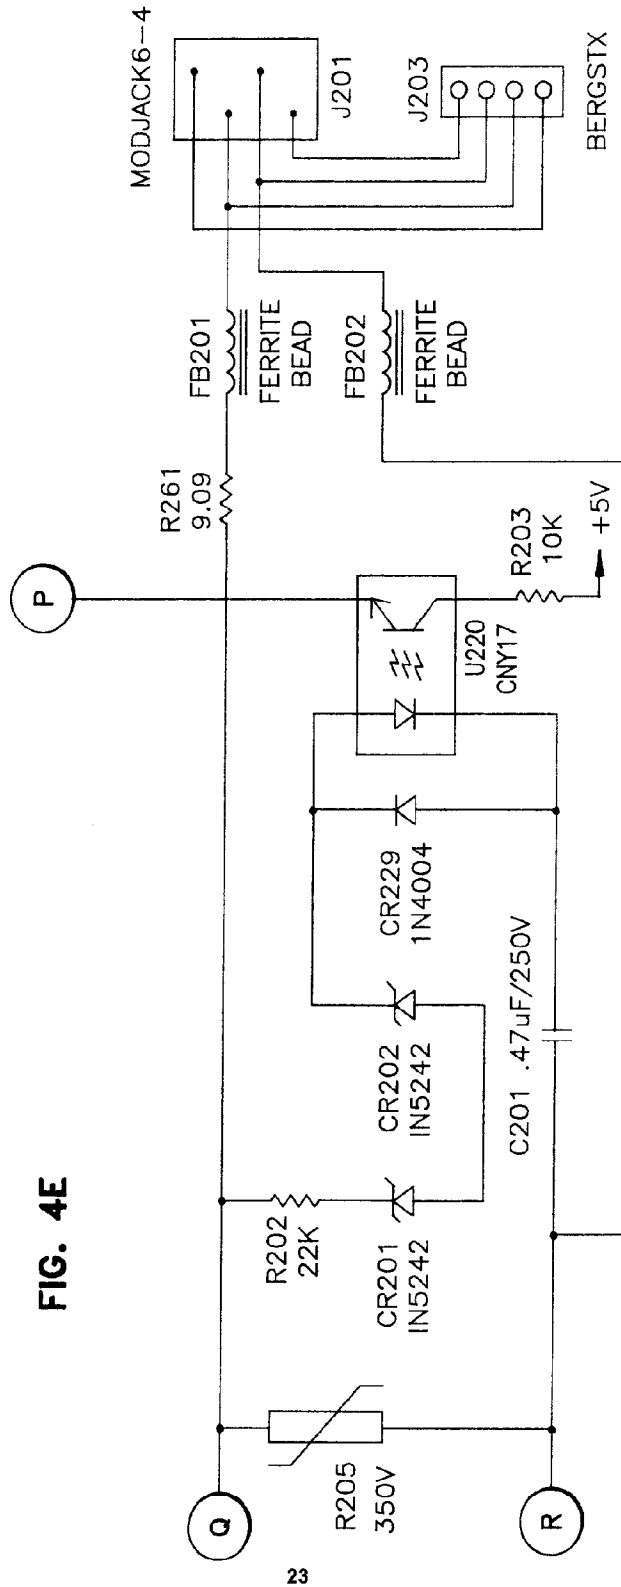 FIG. 4E
Q
R205
350V
R
R202
22K
CR201
IN5242
CR202
IN5242
C201 .47uF/250V
CR229
1N4004
U220
CNY17
P
R203
10K
+5V
R261
9.09
FB201
FERRITE
BEAD
FB202
FERRITE
BEAD
MODJACK6-4
J201
J203
BERGSTX
23